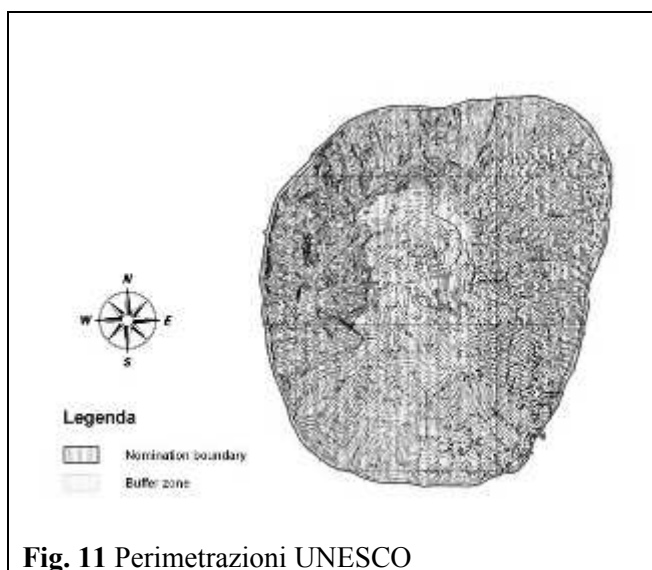 N
W E
S
Legenda
Nomination boundary
Buffer zone
Fig. 11 Perimetrazioni UNESCO